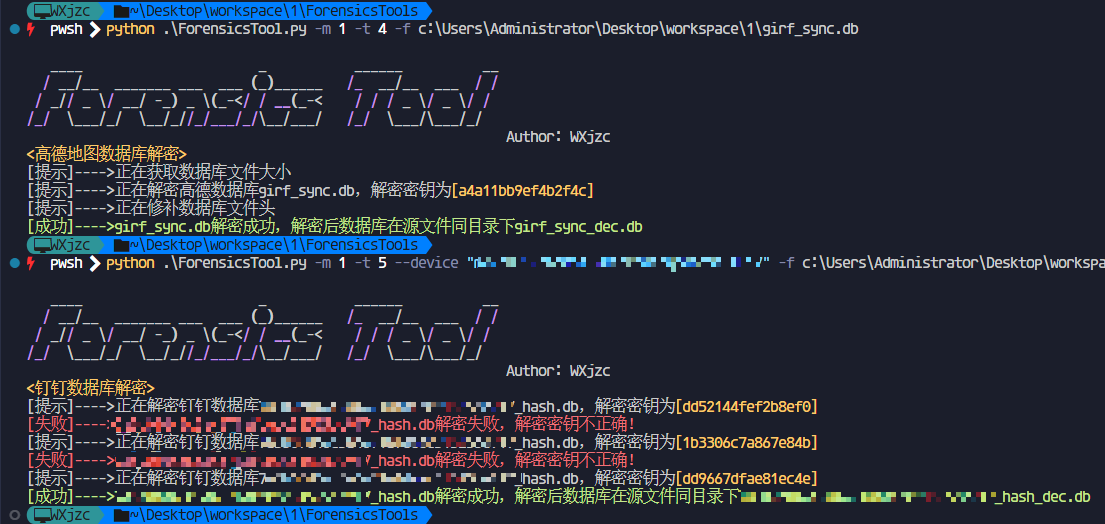 WXjzc ~\Desktop\workspace\1\ForensicsTools
pwsh ❯ python .\ForensicsTool.py -m 1 -t 4 -f c:\Users\Administrator\Desktop\workspace\1\girf_sync.db
Forensics Tool
Author: WXjzc
<高德地图数据库解密>
[提示]---->正在获取数据库文件大小
[提示]---->正在解密高德数据库girf_sync.db，解密密钥为[a4a11bb9ef4b2f4c]
[提示]---->正在修补数据库文件头
[成功]---->girf_sync.db解密成功，解密后数据库在源文件同目录下girf_sync_dec.db
WXjzc ~\Desktop\workspace\1\ForensicsTools
pwsh ❯ python .\ForensicsTool.py -m 1 -t 5 --device " /" -f c:\Users\Administrator\Desktop\workspa
Forensics Tool
Author: WXjzc
<钉钉数据库解密>
[提示]---->正在解密钉钉数据库 _hash.db，解密密钥为[dd52144fef2b8ef0]
[失败]----> _hash.db解密失败，解密密钥不正确！
[提示]---->正在解密钉钉数据库 _hash.db，解密密钥为[1b3306c7a867e84b]
[失败]----> _hash.db解密失败，解密密钥不正确！
[提示]---->正在解密钉钉数据库 _hash.db，解密密钥为[dd9667dfae81ec4e]
[成功]----> _hash.db解密成功，解密后数据库在源文件同目录下 _hash_dec.db
WXjzc ~\Desktop\workspace\1\ForensicsTools